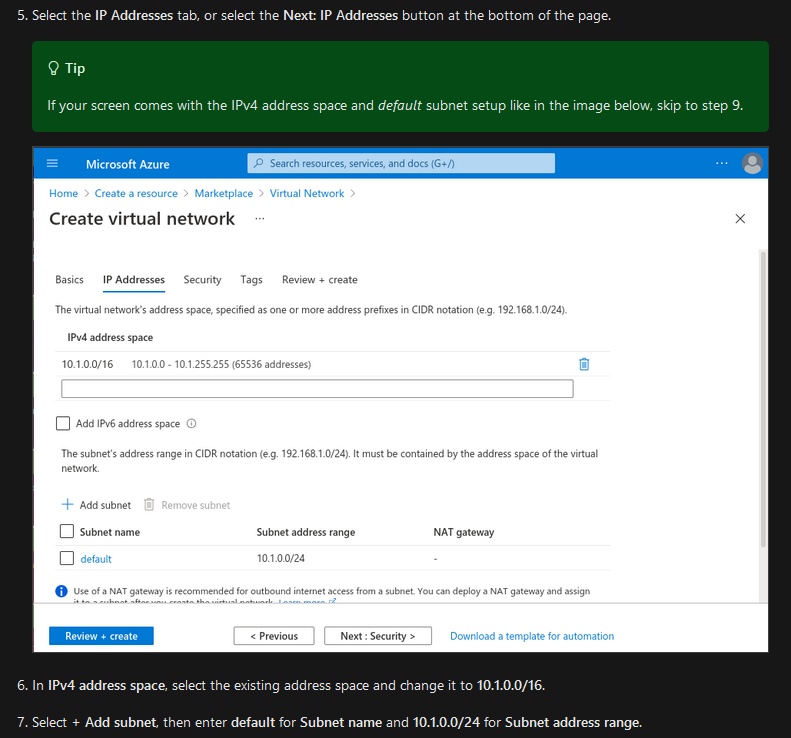 5. Select the IP Addresses tab, or select the Next: IP Addresses button at the bottom of the page.
Tip
If your screen comes with the IPv4 address space and default subnet setup like in the image below, skip to step 9.
Microsoft Azure
Search resources, services, and docs (G+/)
...
Home > Create a resource > Marketplace > Virtual Network >
Create virtual network ...
Basics IP Addresses Security Tags Review + create
The virtual network's address space, specified as one or more address prefixes in CIDR notation (e.g. 192.168.1.0/24).
IPv4 address space
10.1.0.0/16 10.1.0.0 - 10.1.255.255 (65536 addresses)
Add IPv6 address space
The subnet's address range in CIDR notation (e.g. 192.168.1.0/24). It must be contained by the address space of the virtual
network.
+ Add subnet Remove subnet
Subnet name Subnet address range NAT gateway
default 10.1.0.0/24 -
Use of a NAT gateway is recommended for outbound internet access from a subnet. You can deploy a NAT gateway and assign
it to a subnet after you create the virtual network. Learn more
Review + create < Previous Next : Security > Download a template for automation
6. In IPv4 address space, select the existing address space and change it to 10.1.0.0/16.
7. Select + Add subnet, then enter default for Subnet name and 10.1.0.0/24 for Subnet address range.